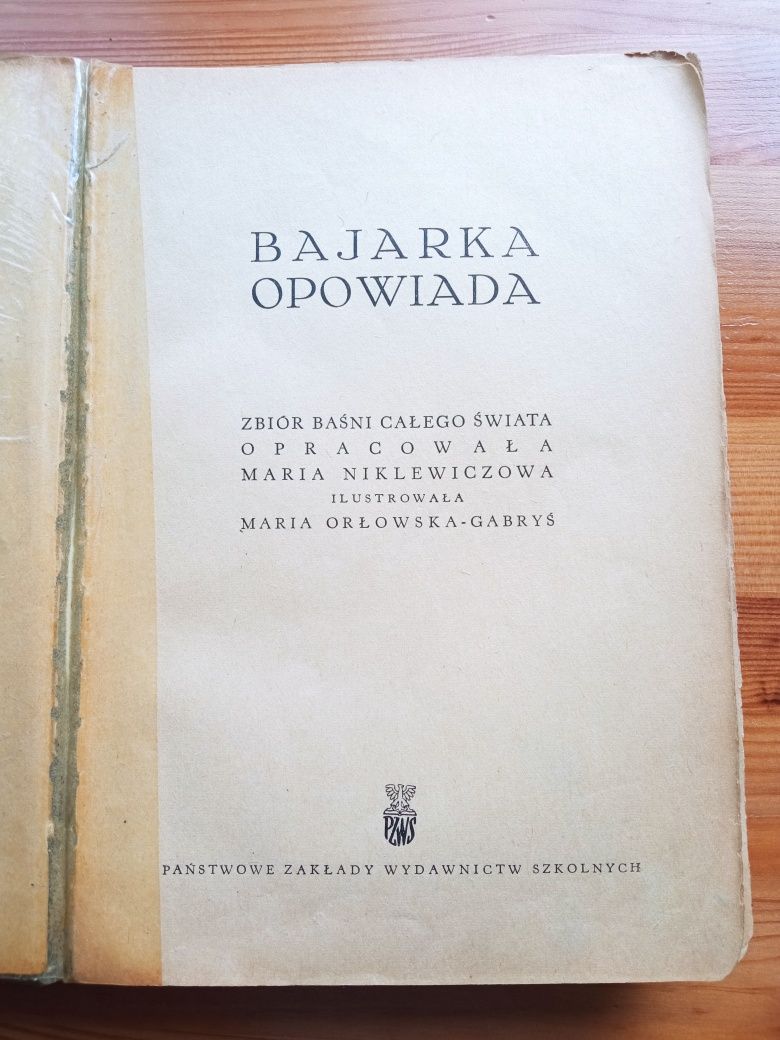 BAJARKA
OPOWIADA
ZBIÓR BAŚNI CAŁEGO ŚWIATA
OPRACOWAŁA
MARIA NIKLEWICZOWA
ILUSTROWAŁA
MARIA ORŁOWSKA-GABRYŚ
PZWS
PAŃSTWOWE ZAKŁADY WYDAWNICTW SZKOLNYCH